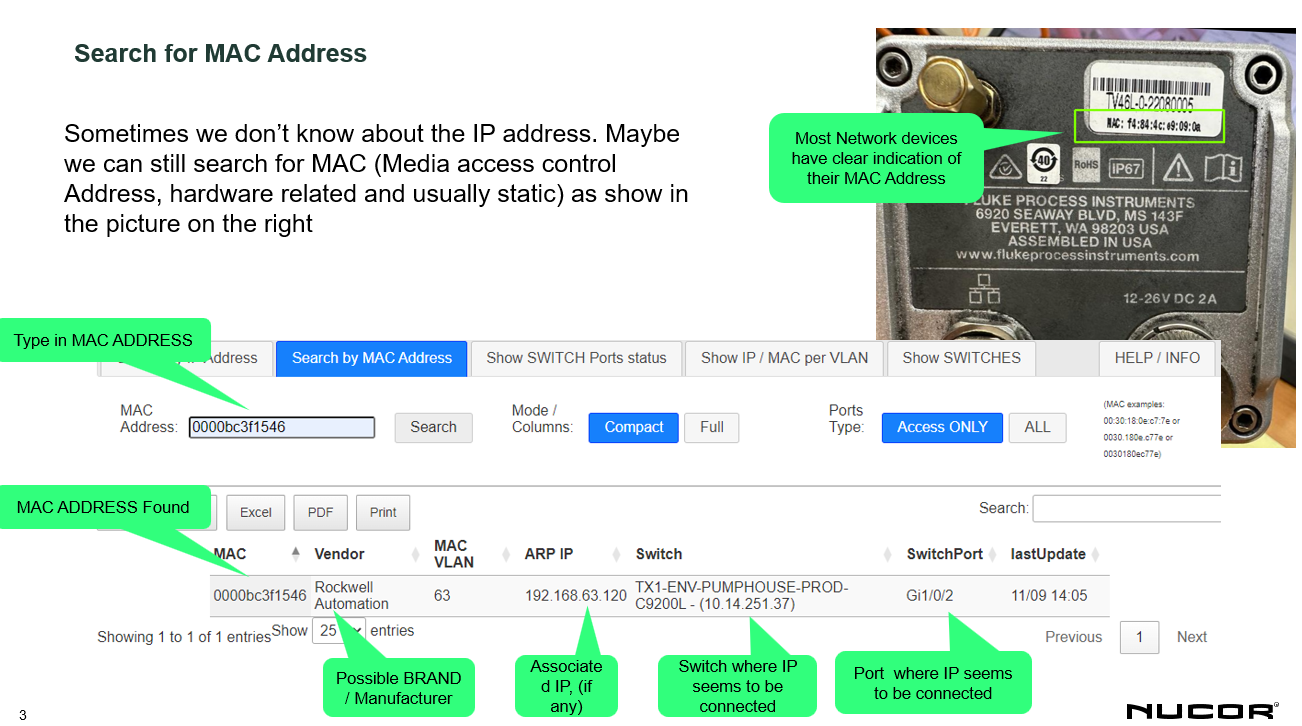 Search for MAC Address
Sometimes we don’t know about the IP address. Maybe
we can still search for MAC (Media access control
Address, hardware related and usually static) as show in
the picture on the right
Most Network devices
have clear indication of
their MAC Address
TV46L-0-22080005
MAC: f4:84:4c:e9:09:0a
40
22
RoHS
IP67
FLUKE PROCESS INSTRUMENTS
6920 SEAWAY BLVD, MS 143F
EVERETT, WA 98203 USA
ASSEMBLED IN USA
www.flukeprocessinstruments.com
12-26V DC 2A
Type in MAC ADDRESS
Address
Search by MAC Address
Show SWITCH Ports status
Show IP / MAC per VLAN
Show SWITCHES
HELP / INFO
MAC
Address:
0000bc3f1546
Search
Mode /
Columns:
Compact
Full
Ports
Type:
Access ONLY
ALL
(MAC examples:
00:30:18:0e:c7:7e or
0030.180e.c77e or
0030180ec77e)
MAC ADDRESS Found
Excel
PDF
Print
Search:
MAC
Vendor
MAC
VLAN
ARP IP
Switch
SwitchPort
lastUpdate
0000bc3f1546
Rockwell
Automation
63
192.168.63.120
TX1-ENV-PUMPHOUSE-PROD-
C9200L - (10.14.251.37)
Gi1/0/2
11/09 14:05
Showing 1 to 1 of 1 entries
Show 25 entries
Previous
1
Next
Possible BRAND
/ Manufacturer
Associate
d IP, (if
any)
Switch where IP
seems to be
connected
Port  where IP seems
to be connected
3
NUCOR®